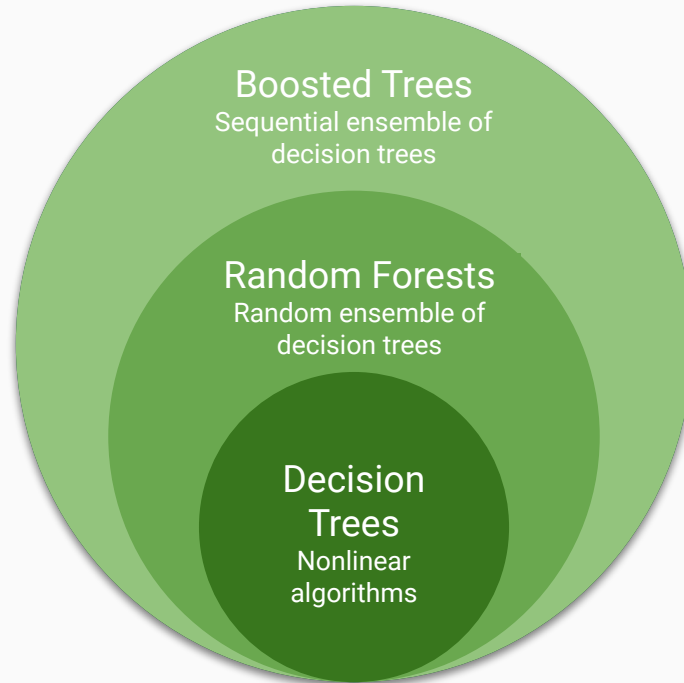 Boosted Trees
Sequential ensemble of
decision trees
Random Forests
Random ensemble of
decision trees
Decision
Trees
Nonlinear
algorithms